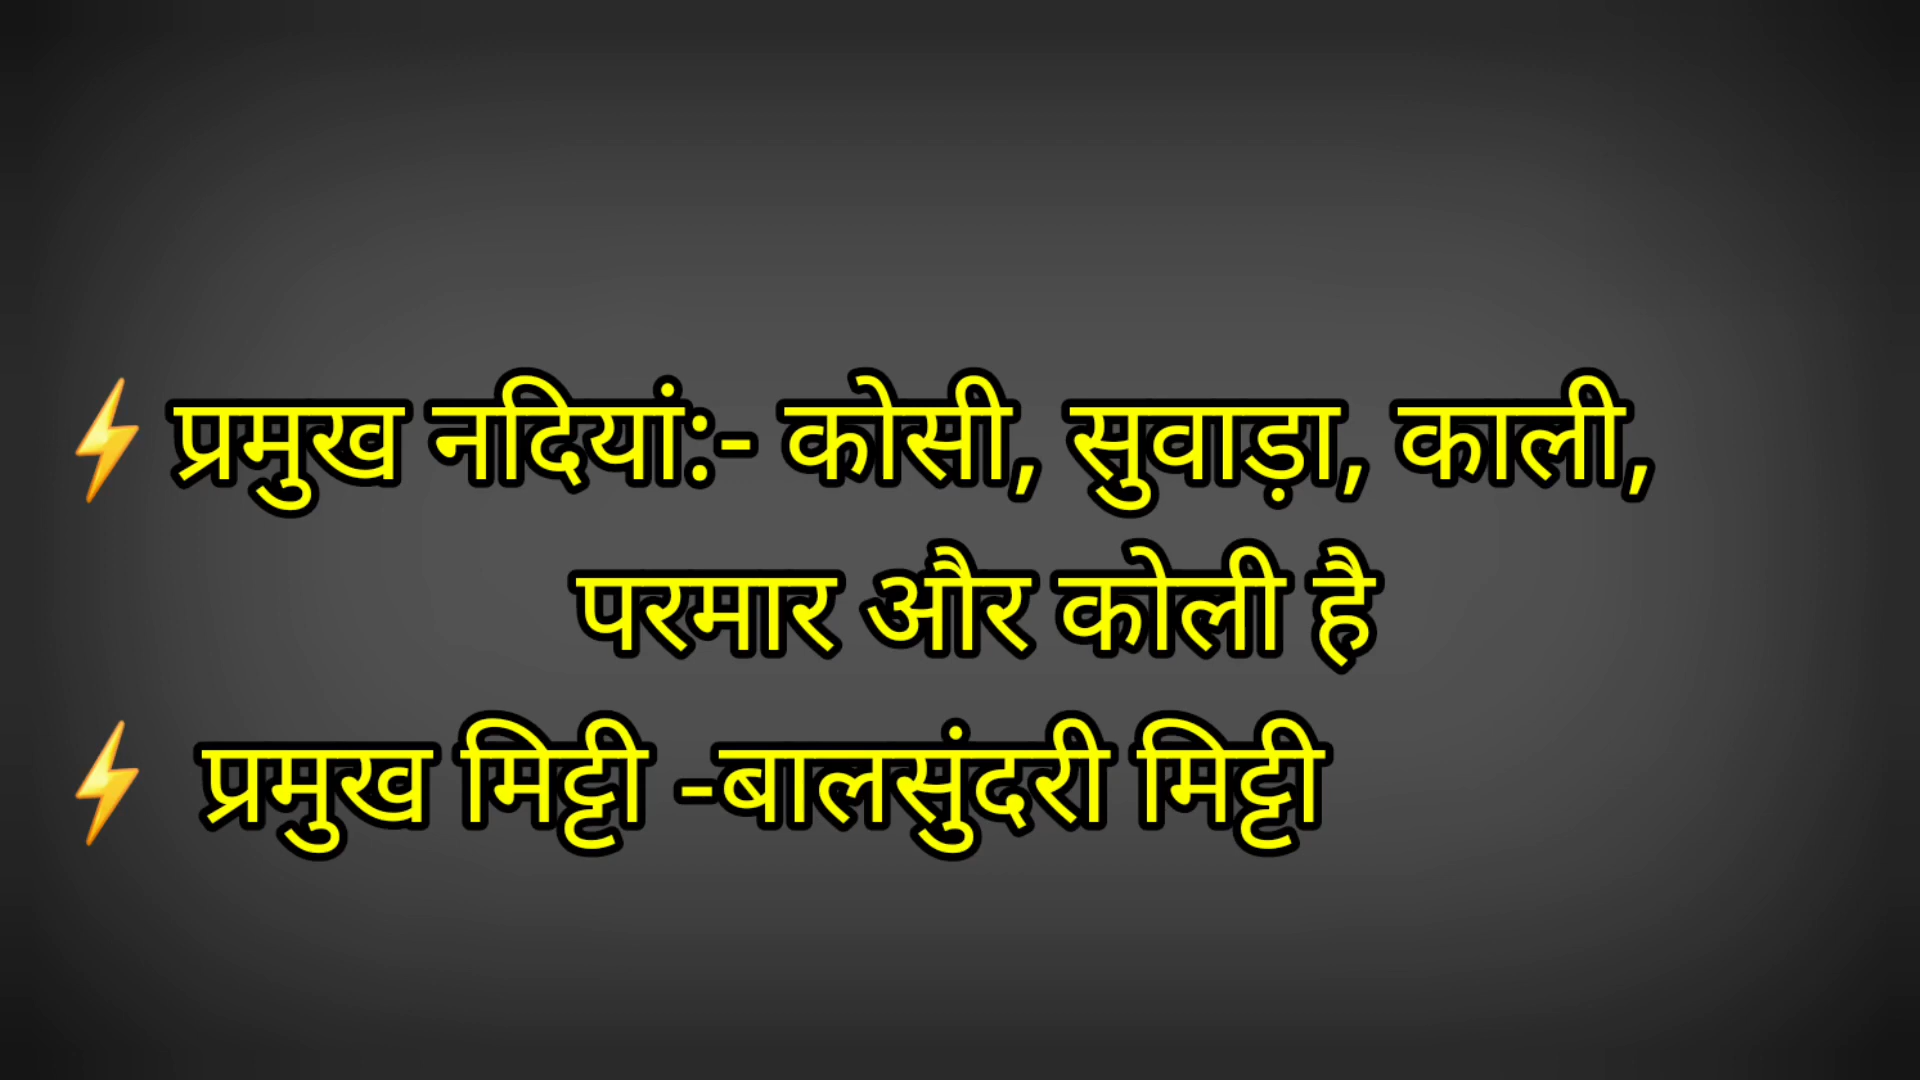 ⚡ प्रमुख नदियां:- कोसी, सुवाड़ा, काली,
परमार और कोली है
⚡ प्रमुख मिट्टी -बालसुंदरी मिट्टी